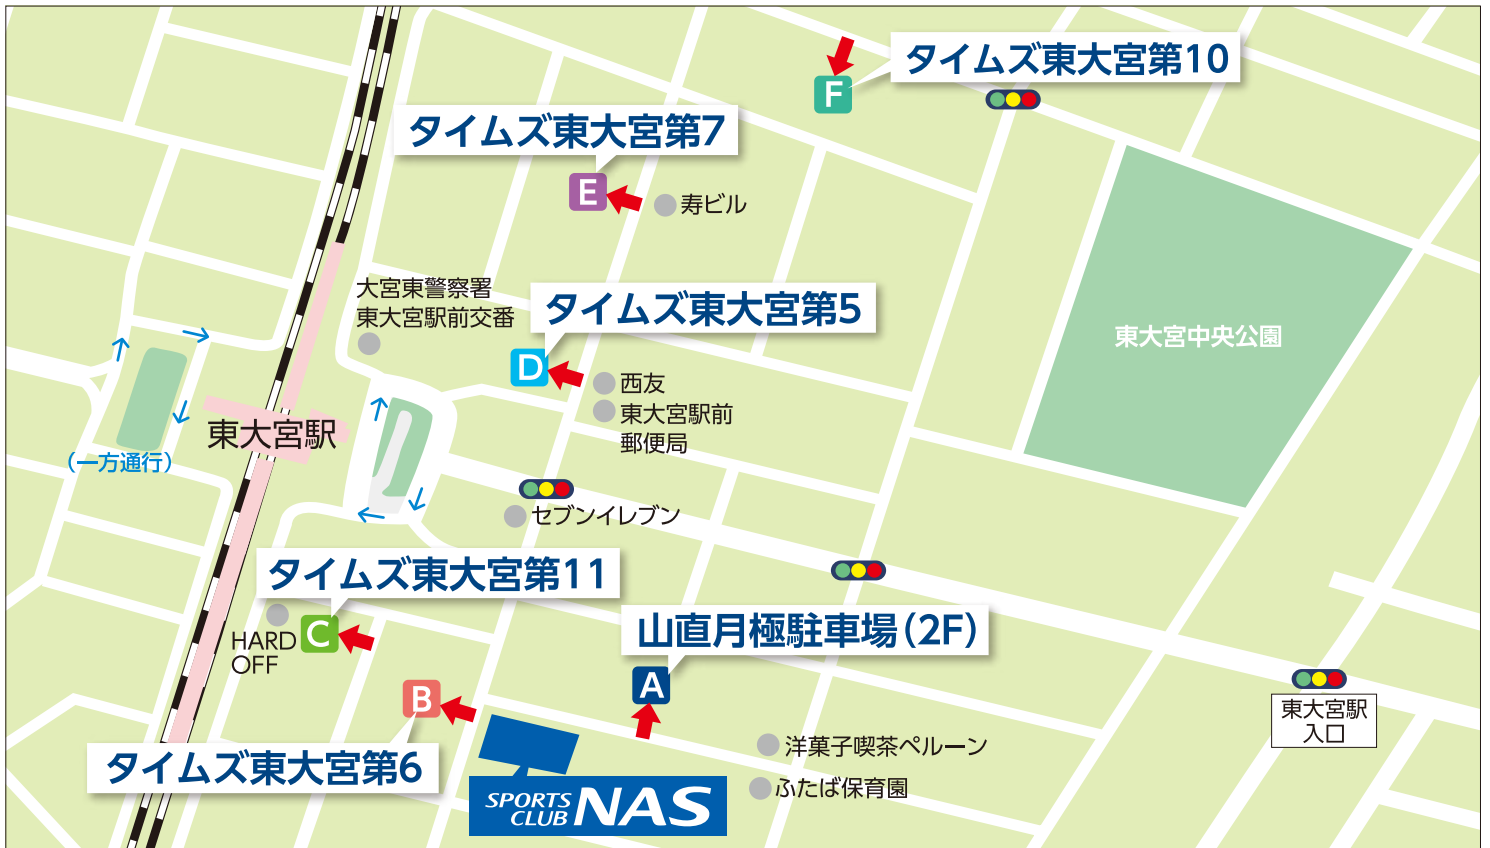 タイムズ東大宮第10
F
タイムズ東大宮第7
E
寿ビル
大宮東警察署
東大宮駅前交番
タイムズ東大宮第5
D
西友
東大宮駅前
郵便局
東大宮中央公園
東大宮駅
(一方通行)
セブンイレブン
タイムズ東大宮第11
C
HARD
OFF
山直月極駐車場(2F)
A
B
タイムズ東大宮第6
東大宮駅
入口
洋菓子喫茶ペルーン
ふたば保育園
SPORTS
CLUB
NAS